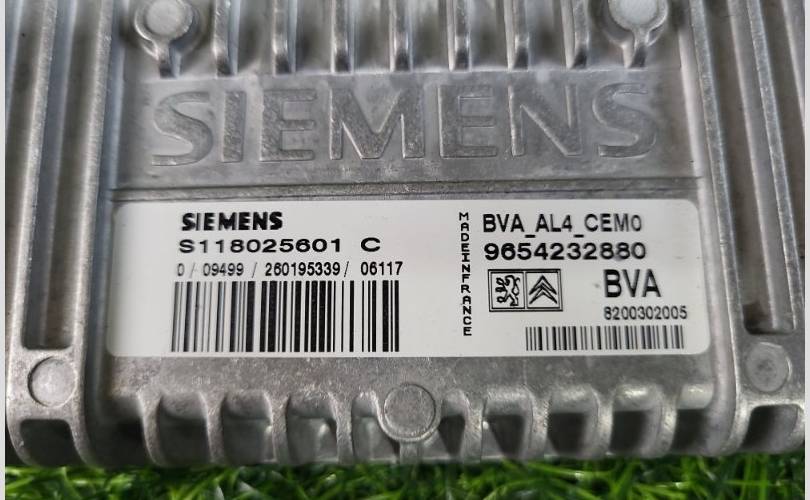 SIEMENS
SIEMENS
S118025601 C
0 / 09499 / 260195339 / 06117
MADEINFRANCE
BVA_AL4_CEM0
9654232880
BVA
8200302005